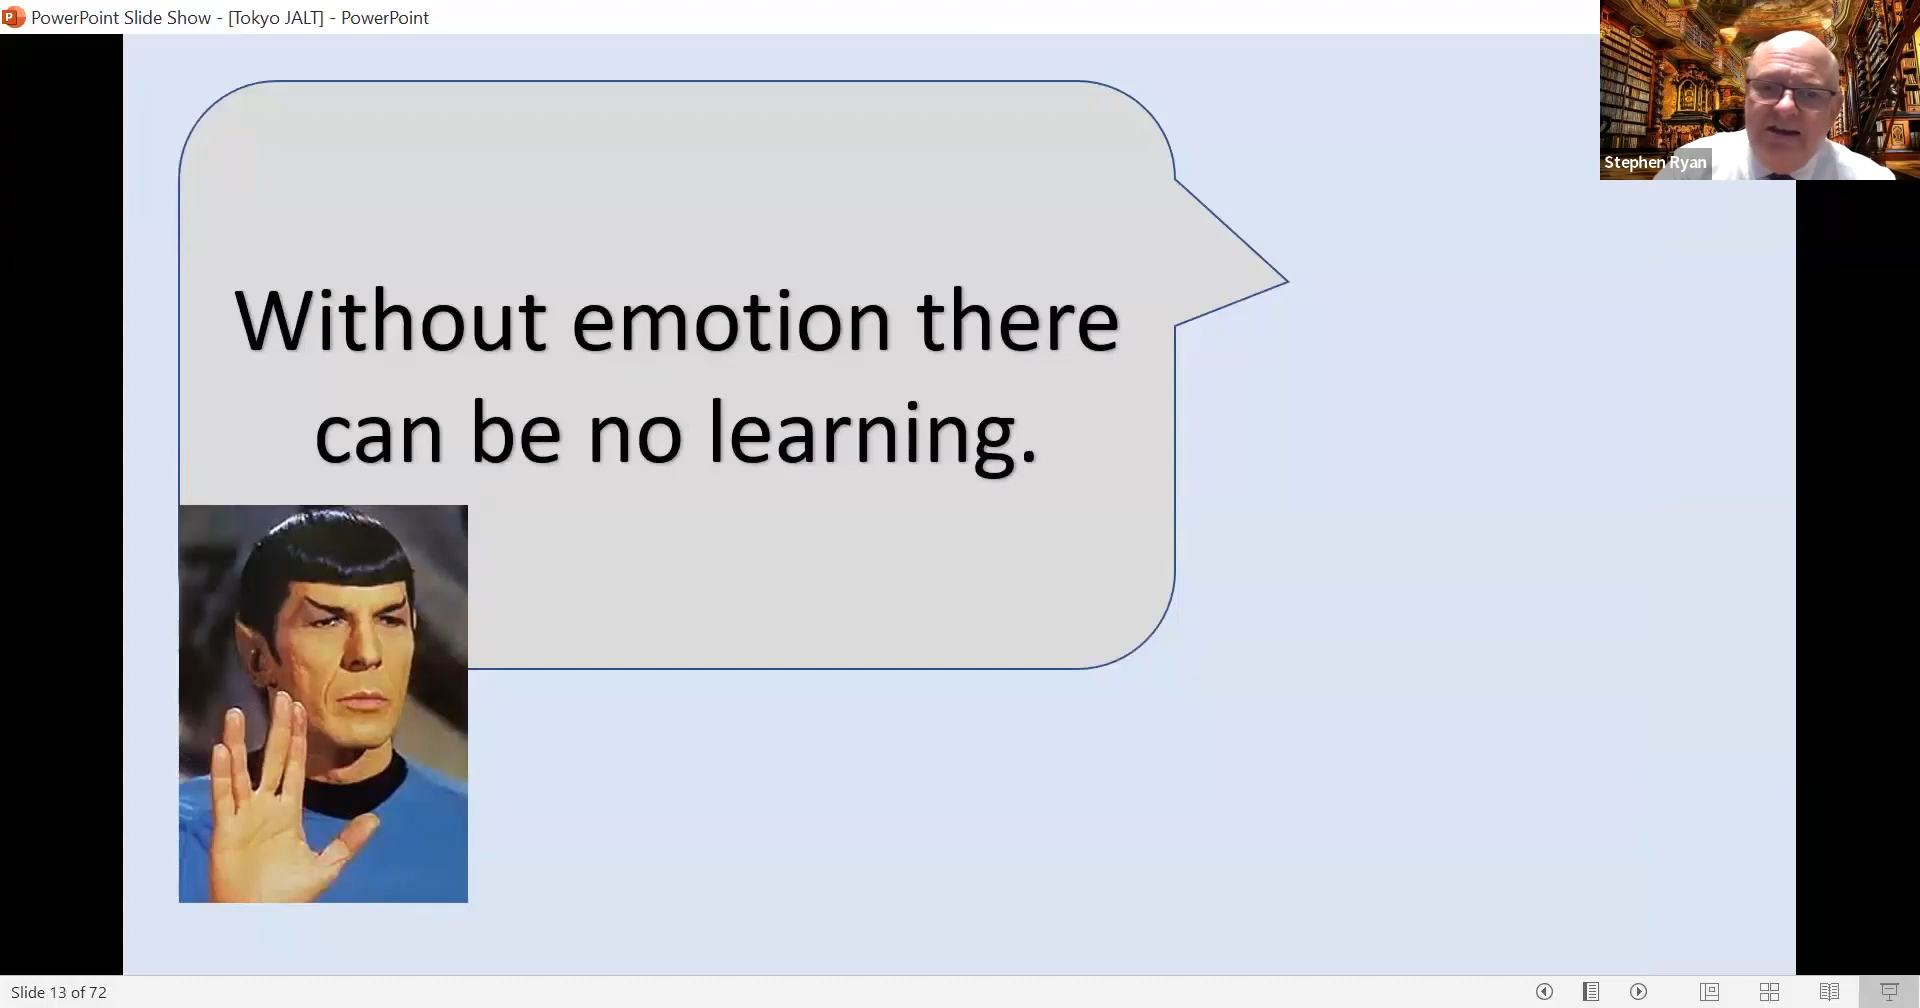 PowerPoint Slide Show - [Tokyo JALT] - PowerPoint
Stephen Ryan
Without emotion there
can be no learning.
Slide 13 of 72